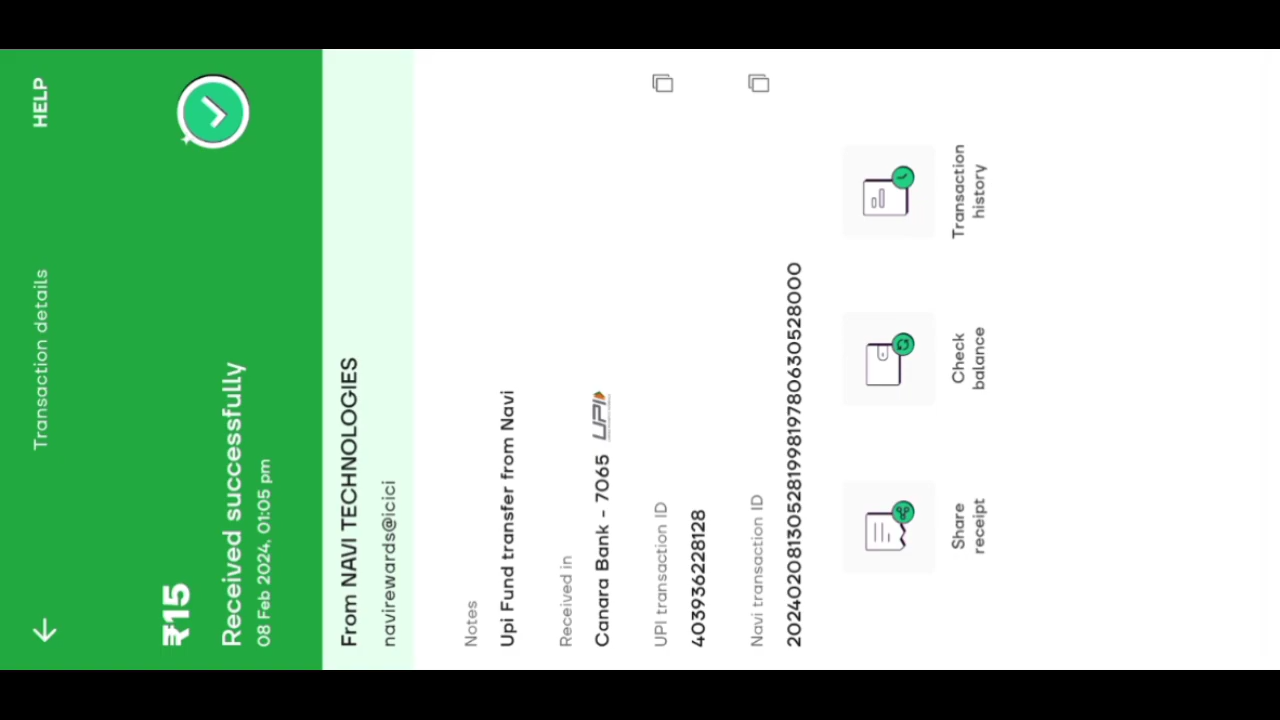 Transaction details
HELP
₹15
Received successfully
08 Feb 2024, 01:05 pm
From NAVI TECHNOLOGIES
navirewards@icici
Notes
Upi Fund transfer from Navi
Received in
Canara Bank - 7065 UPI
UPI transaction ID
403936228128
Navi transaction ID
20240208130528199819780630528000
Share
receipt
Check
balance
Transaction
history